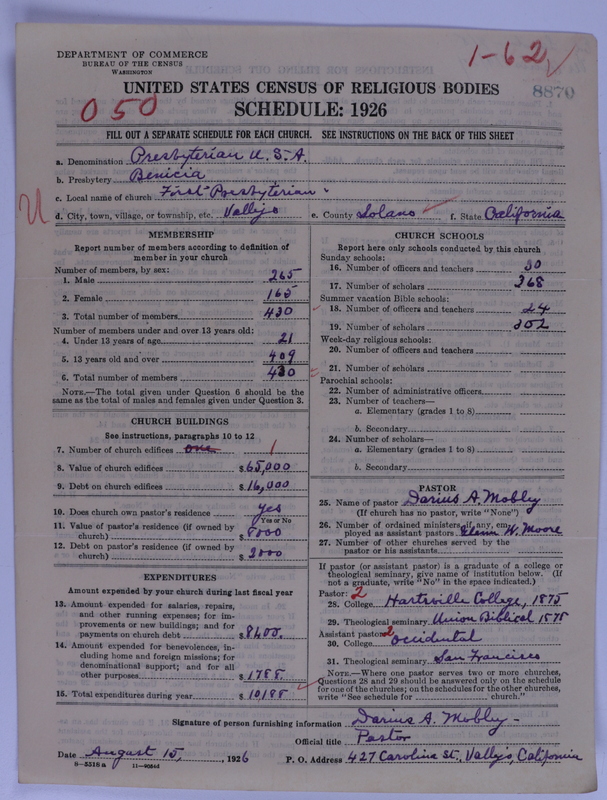 DEPARTMENT OF COMMERCE
BUREAU OF THE CENSUS
WASHINGTON
1-62
8870
UNITED STATES CENSUS OF RELIGIOUS BODIES
050
SCHEDULE: 1926
FILL OUT A SEPARATE SCHEDULE FOR EACH CHURCH. SEE INSTRUCTIONS ON THE BACK OF THIS SHEET
a. Denomination Presbyterian U.S.A.
b. Presbytery Benicia
c. Local name of church First Presbyterian
U
d. City, town, village, or township, etc. Vallejo e. County Solano f. State California
MEMBERSHIP
Report number of members according to definition of
member in your church
Number of members, by sex:
1. Male 265
2. Female 165
3. Total number of members 430
Number of members under and over 13 years old:
4. Under 13 years of age 21
5. 13 years old and over 409
6. Total number of members 430
NOTE.—The total given under Question 6 should be
same as the total of males and females given under Question 3.
CHURCH BUILDINGS
See instructions, paragraphs 10 to 12
7. Number of church edifices one 1
8. Value of church edifices $65,000
9. Debt on church edifices $16,000
10. Does church own pastor's residence yes
Yes or No
11. Value of pastor's residence (if owned by
church) $8000
12. Debt on pastor's residence (if owned by
church) $2000
EXPENDITURES
Amount expended by your church during last fiscal year
13. Amount expended for salaries, repairs,
and other running expenses; for im-
provements or new buildings; and for
payments on church debt $8400.
14. Amount expended for benevolences, in-
cluding home and foreign missions; for
denominational support; and for all
other purposes $1788.
15. Total expenditures during year $10188
CHURCH SCHOOLS
Report here only schools conducted by this church
Sunday schools:
16. Number of officers and teachers 30
17. Number of scholars 368
Summer vacation Bible schools:
18. Number of officers and teachers 24
19. Number of scholars 202
Week-day religious schools:
20. Number of officers and teachers
21. Number of scholars
Parochial schools:
22. Number of administrative officers
23. Number of teachers—
a. Elementary (grades 1 to 8)
b. Secondary
24. Number of scholars—
a. Elementary (grades 1 to 8)
b. Secondary
PASTOR
25. Name of pastor Darius A. Mobley
(If church has no pastor, write "None")
26. Number of ordained ministers, if any, em-
ployed as assistant pastors Glenn W. Moore
27. Number of other churches served by the
pastor or his assistants
If pastor (or assistant pastor) is a graduate of a college or
theological seminary, give name of institution below. (If
not a graduate, write "No" in the space indicated.)
Pastor: 2
28. College Hartsville College, 1875
29. Theological seminary Union Biblical 1878
Assistant pastor: 2
30. College Occidental
31. Theological seminary San Francisco
NOTE.—Where one pastor serves two or more churches,
Questions 28 and 29 should be answered only on the schedule
for one of the churches; on the schedules for the other churches,
write "See schedule for church."
Signature of person furnishing information Darius A. Mobley
Official title Pastor
Date August 15, 1926 P. O. Address 427 Carolina St. Vallejo, California
8-5518a 11-9064d